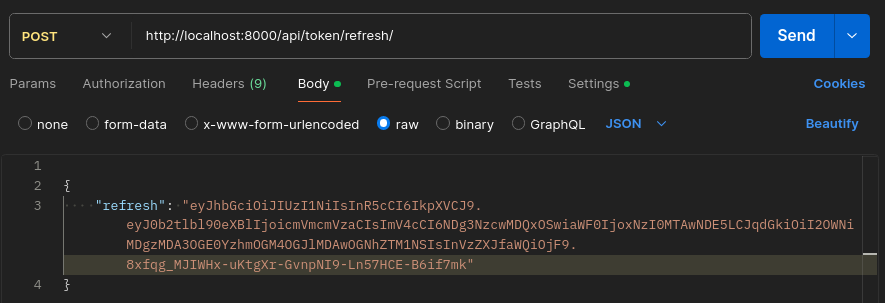 POST http://localhost:8000/api/token/refresh/ Send
Params Authorization Headers (9) Body Pre-request Script Tests Settings Cookies
none form-data x-www-form-urlencoded raw binary GraphQL JSON Beautify
1
2 {
3 "refresh": "eyJhbGciOiJIUzI1NiIsInR5cCI6IkpXVCJ9.
eyJ0b2tlbl90eXBlIjoicmVmcmVzaCIsImV4cCI6NDg3NzcwMDQxOSwiaWF0IjoxNzI0MTAwNDE5LCJqdGkiOiI2OWNi
MDgzMDA3OGE0YzhmOGM4OGJlMDAwOGNhZTM1NSIsInVzZXJfaWQiOjF9.
8xfqg_MJIWHx-uKtgXr-GvnpNI9-Ln57HCE-B6if7mk"
4 }